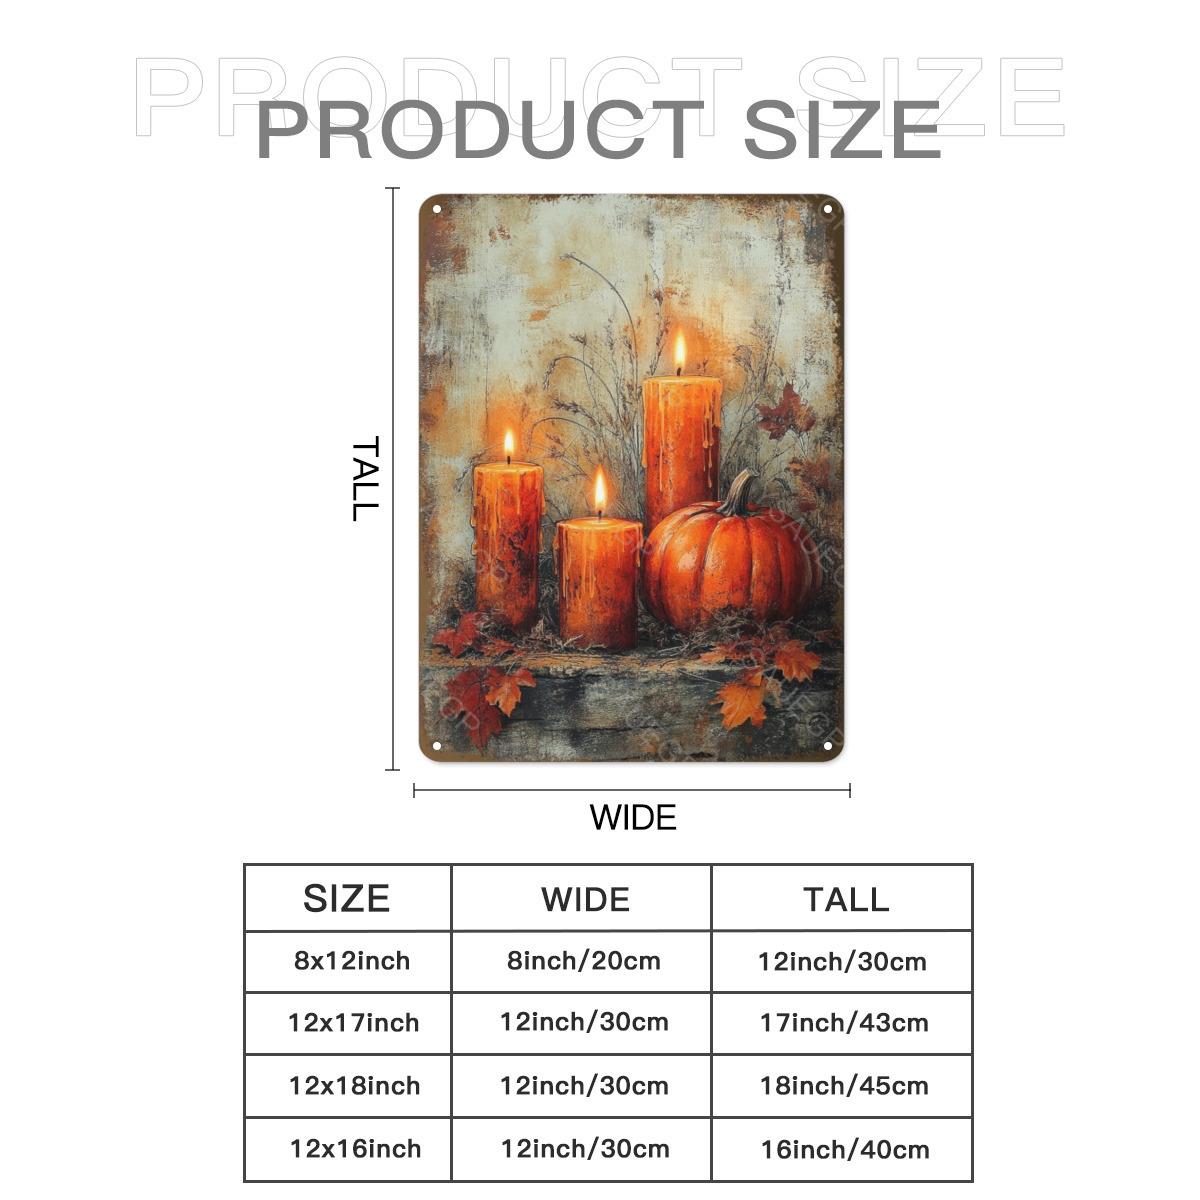 PRODUCT SIZE
PRODUCT SIZE
TALL
SAUEGP
WIDE
SIZE WIDE TALL
8x12inch 8inch/20cm 12inch/30cm
12x17inch 12inch/30cm 17inch/43cm
12x18inch 12inch/30cm 18inch/45cm
12x16inch 12inch/30cm 16inch/40cm